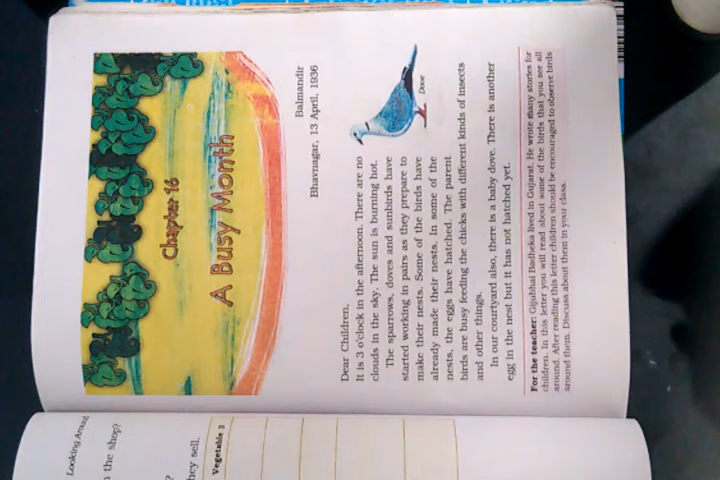 Chapter 16
A Busy Month
Balmandir
Bhavnagar, 13 April, 1936
Dear Children,
It is 3 o'clock in the afternoon. There are no
clouds in the sky. The sun is burning hot.
The sparrows, doves and sunbirds have
started working in pairs as they prepare to
make their nests. Some of the birds have
already made their nests. In some of the
nests, the eggs have hatched. The parent
birds are busy feeding the chicks with different kinds of insects
and other things.
Dove
In our courtyard also, there is a baby dove. There is another
egg in the nest but it has not hatched yet.
For the teacher: Gijubhai Badheka lived in Gujarat. He wrote many stories for
children. In this letter you will read about some of the birds that you see all
around. After reading this letter children should be encouraged to observe birds
around them. Discuss about them in your class.
Looking Around
the shop?
hey sell.
Vegetable 3